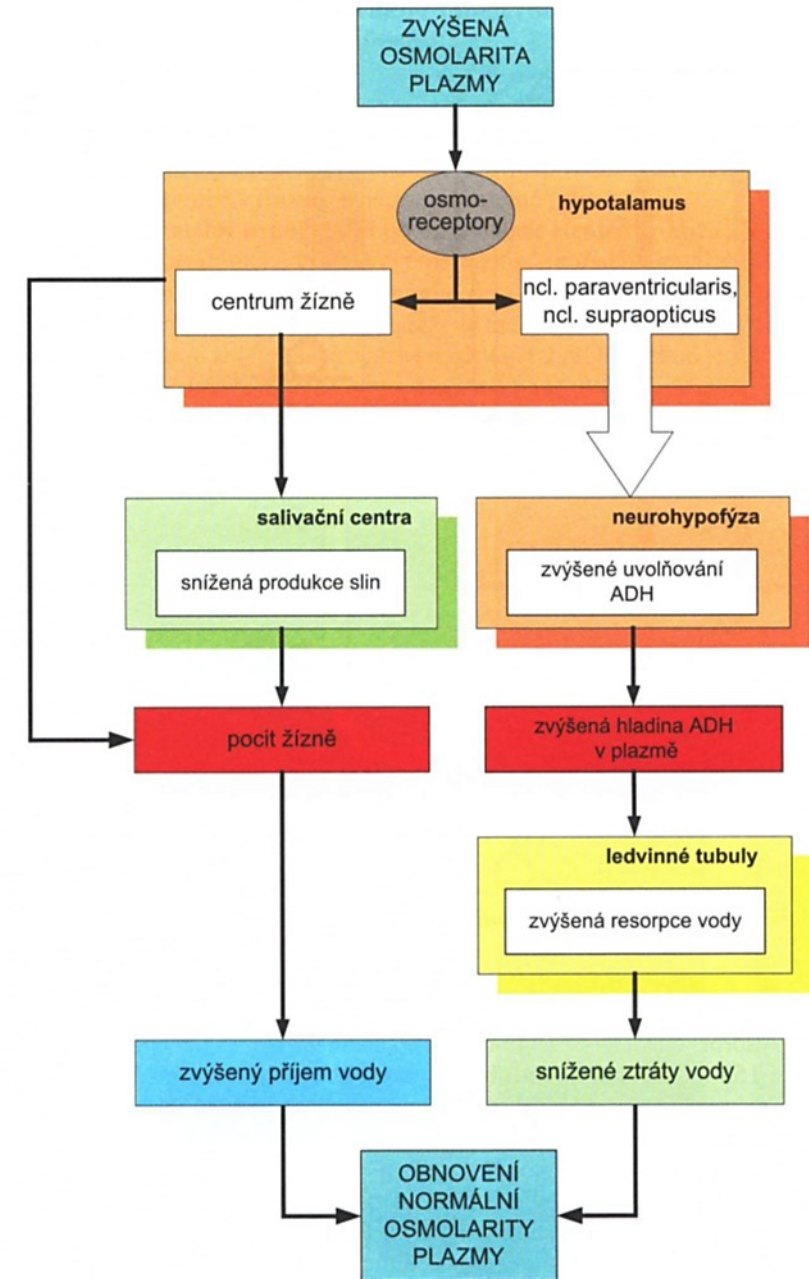 ZVÝŠENÁ
OSMOLARITA
PLAZMY
osmo-
receptory
hypotalamus
centrum žízně
ncl. paraventricularis,
ncl. supraopticus
salivační centra
snížená produkce slin
neurohypofýza
zvýšené uvolňování
ADH
pocit žízně
zvýšená hladina ADH
v plazmě
ledvinné tubuly
zvýšená resorpce vody
zvýšený příjem vody
snížené ztráty vody
OBNOVENÍ
NORMÁLNÍ
OSMOLARITY
PLAZMY